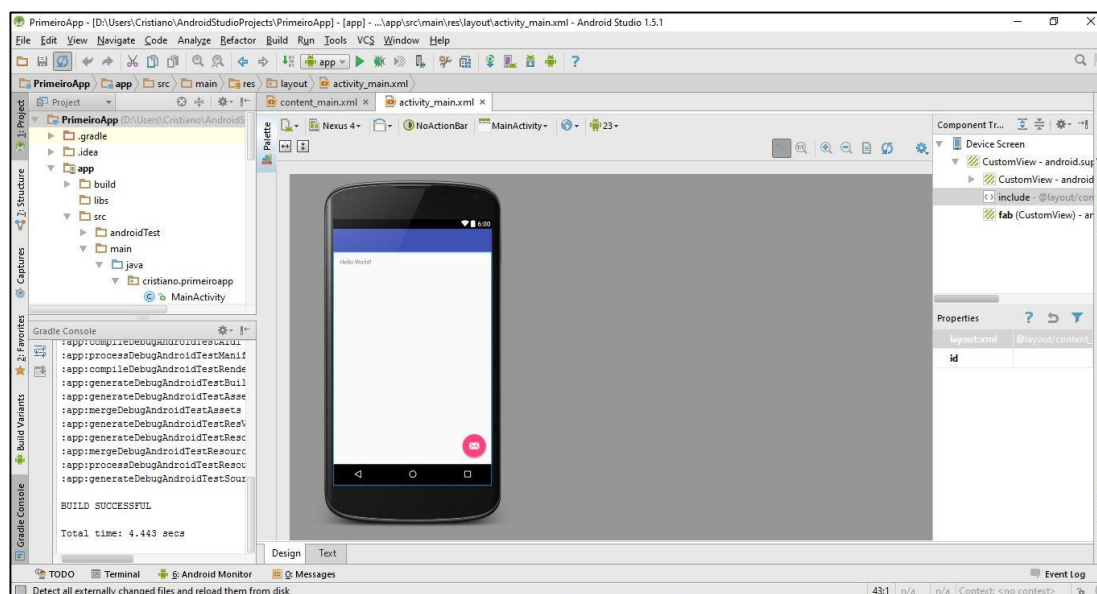 PrimeiroApp - [D:\Users\Cristiano\AndroidStudioProjects\PrimeiroApp] - [app] - ...\app\src\main\res\layout\activity_main.xml - Android Studio 1.5.1
File Edit View Navigate Code Analyze Refactor Build Run Tools VCS Window Help
app
PrimeiroApp app src main res layout activity_main.xml
1: Project
Z: Structure
Captures
2: Favorites
Build Variants
Gradle Console
Project
PrimeiroApp (D:\Users\Cristiano\AndroidS
.gradle
.idea
app
build
libs
src
androidTest
main
java
cristiano.primeiroapp
MainActivity
Gradle Console
:app:compileDebugAndroidTestAidl
:app:processDebugAndroidTestManif
:app:compileDebugAndroidTestRende
:app:generateDebugAndroidTestBuil
:app:generateDebugAndroidTestAsse
:app:mergeDebugAndroidTestAssets
:app:generateDebugAndroidTestResV
:app:generateDebugAndroidTestReso
:app:mergeDebugAndroidTestResourc
:app:processDebugAndroidTestResou
:app:generateDebugAndroidTestSour
BUILD SUCCESSFUL
Total time: 4.443 secs
content_main.xml activity_main.xml
Palette
Nexus 4 NoActionBar MainActivity 23
6:00
Hello World!
Design Text
Component Tr...
Device Screen
CustomView - android.sup
CustomView - android
include - @layout/con
fab (CustomView) - an
Properties
layout:xml @layout/content_
id
TODO Terminal 6: Android Monitor 0: Messages Event Log
Detect all externally changed files and reload them from disk 43:1 n/a n/a Context: <no context>